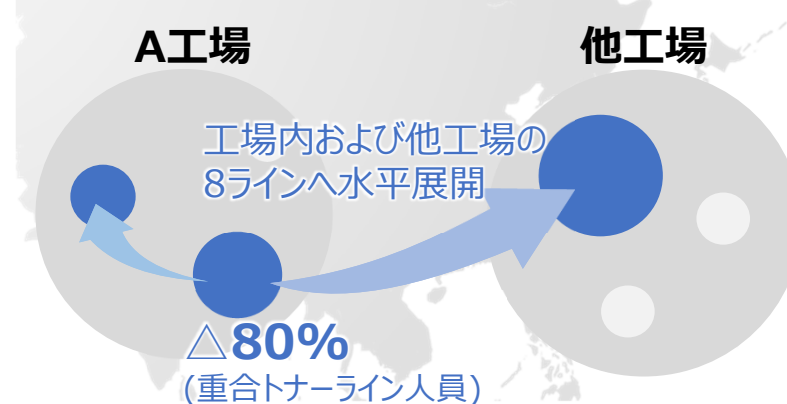 A工場
他工場
工場内および他工場の
8ラインへ水平展開
△80%
(重合トナーライン人員)